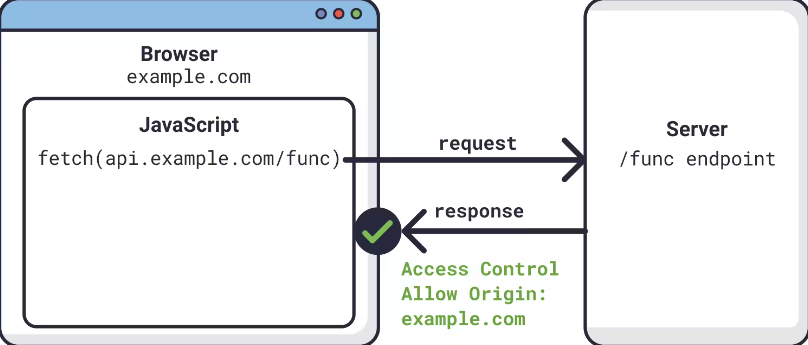 Browser
example.com
JavaScript
fetch(api.example.com/func)
request
response
Access Control
Allow Origin:
example.com
Server
/func endpoint